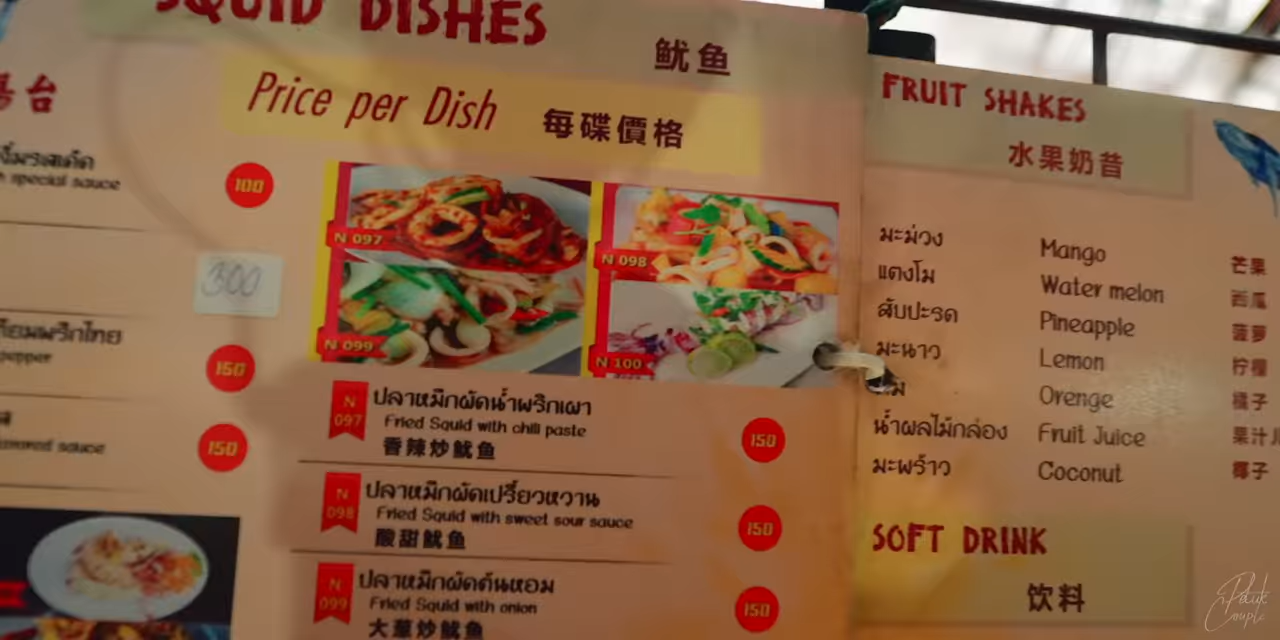 SQUID DISHES
鱿鱼
Price per Dish 每碟價格
台
special sauce
100
300
พริกไทย
pepper
150
sauce
150
N 097
N 098
N 099
N 100
N 097
ปลาหมึกผัดน้ำพริกเผา
Fried Squid with chili paste
香辣炒鱿鱼
150
N 098
ปลาหมึกผัดเปรี้ยวหวาน
Fried Squid with sweet sour sauce
酸甜鱿鱼
150
N 099
ปลาหมึกผัดต้นหอม
Fried Squid with onion
大葱炒鱿鱼
150
FRUIT SHAKES
水果奶昔
มะม่วง Mango 芒果
แตงโม Water melon 西瓜
สับปะรด Pineapple 菠萝
มะนาว Lemon 柠檬
Orenge 橘子
น้ำผลไม้กล่อง Fruit Juice 果汁
มะพร้าว Coconut 椰子
SOFT DRINK
饮料